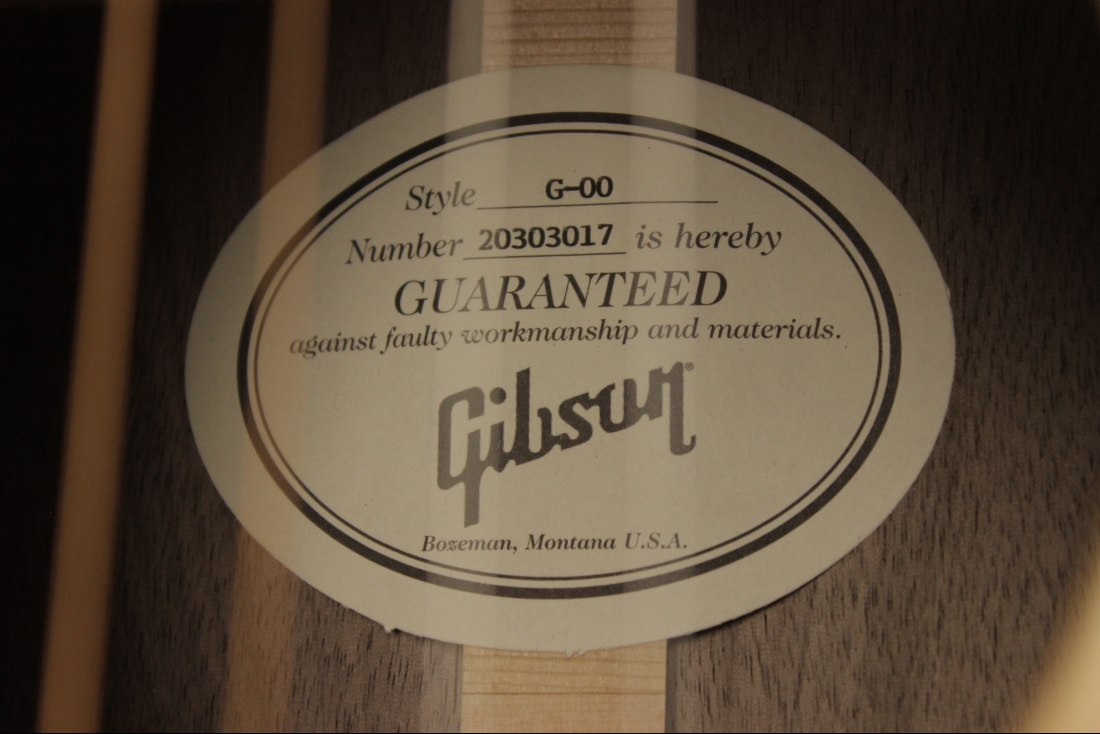 Style G-00
Number 20303017 is hereby
GUARANTEED
against faulty workmanship and materials.
Gibson
Bozeman, Montana U.S.A.